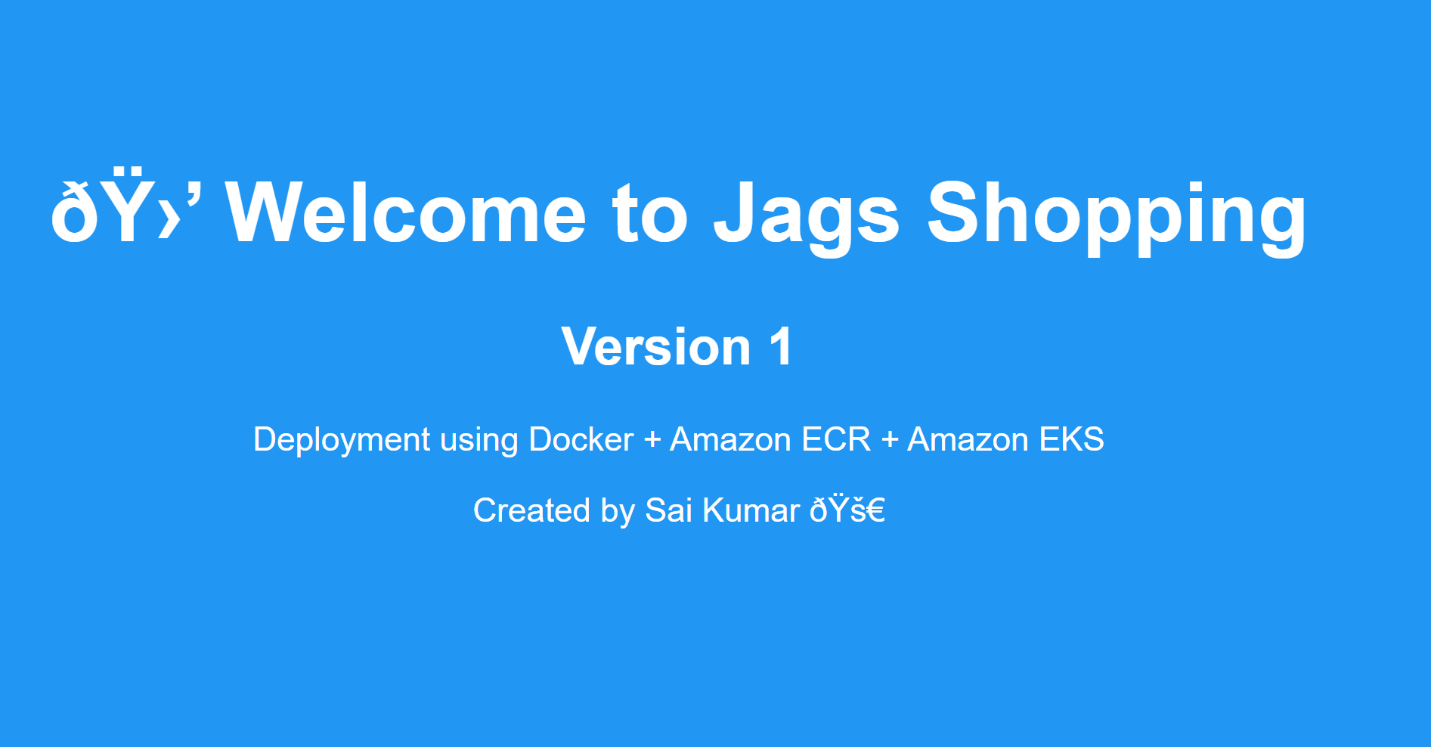 ðŸ›’ Welcome to Jags Shopping
Version 1
Deployment using Docker + Amazon ECR + Amazon EKS
Created by Sai Kumar ðŸš€